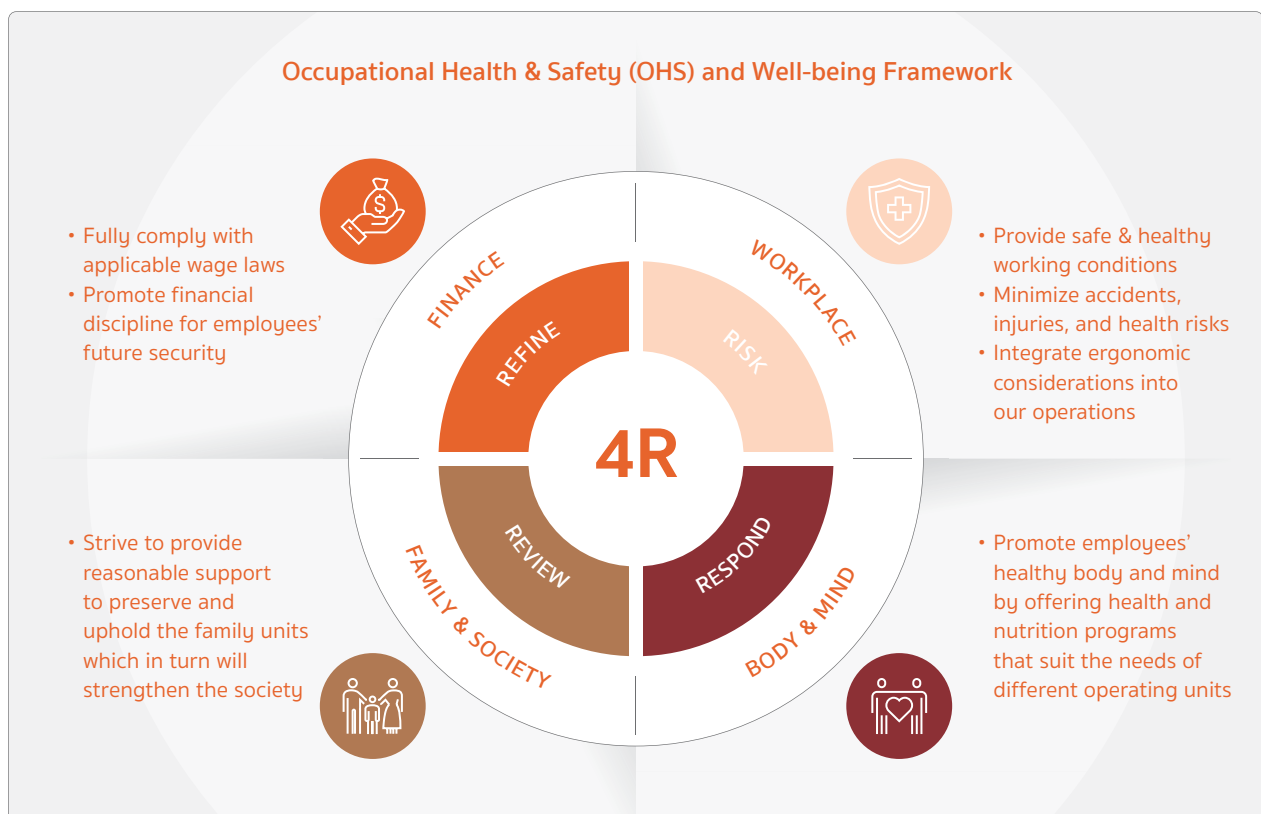 Occupational Health & Safety (OHS) and Well-being Framework
$
FINANCE
REFINE
• Fully comply with
applicable wage laws
• Promote financial
discipline for employees'
future security
WORKPLACE
RISK
• Provide safe & healthy
working conditions
• Minimize accidents,
injuries, and health risks
• Integrate ergonomic
considerations into
our operations
4R
FAMILY & SOCIETY
REVIEW
• Strive to provide
reasonable support
to preserve and
uphold the family units
which in turn will
strengthen the society
BODY & MIND
RESPOND
• Promote employees'
healthy body and mind
by offering health and
nutrition programs
that suit the needs of
different operating units